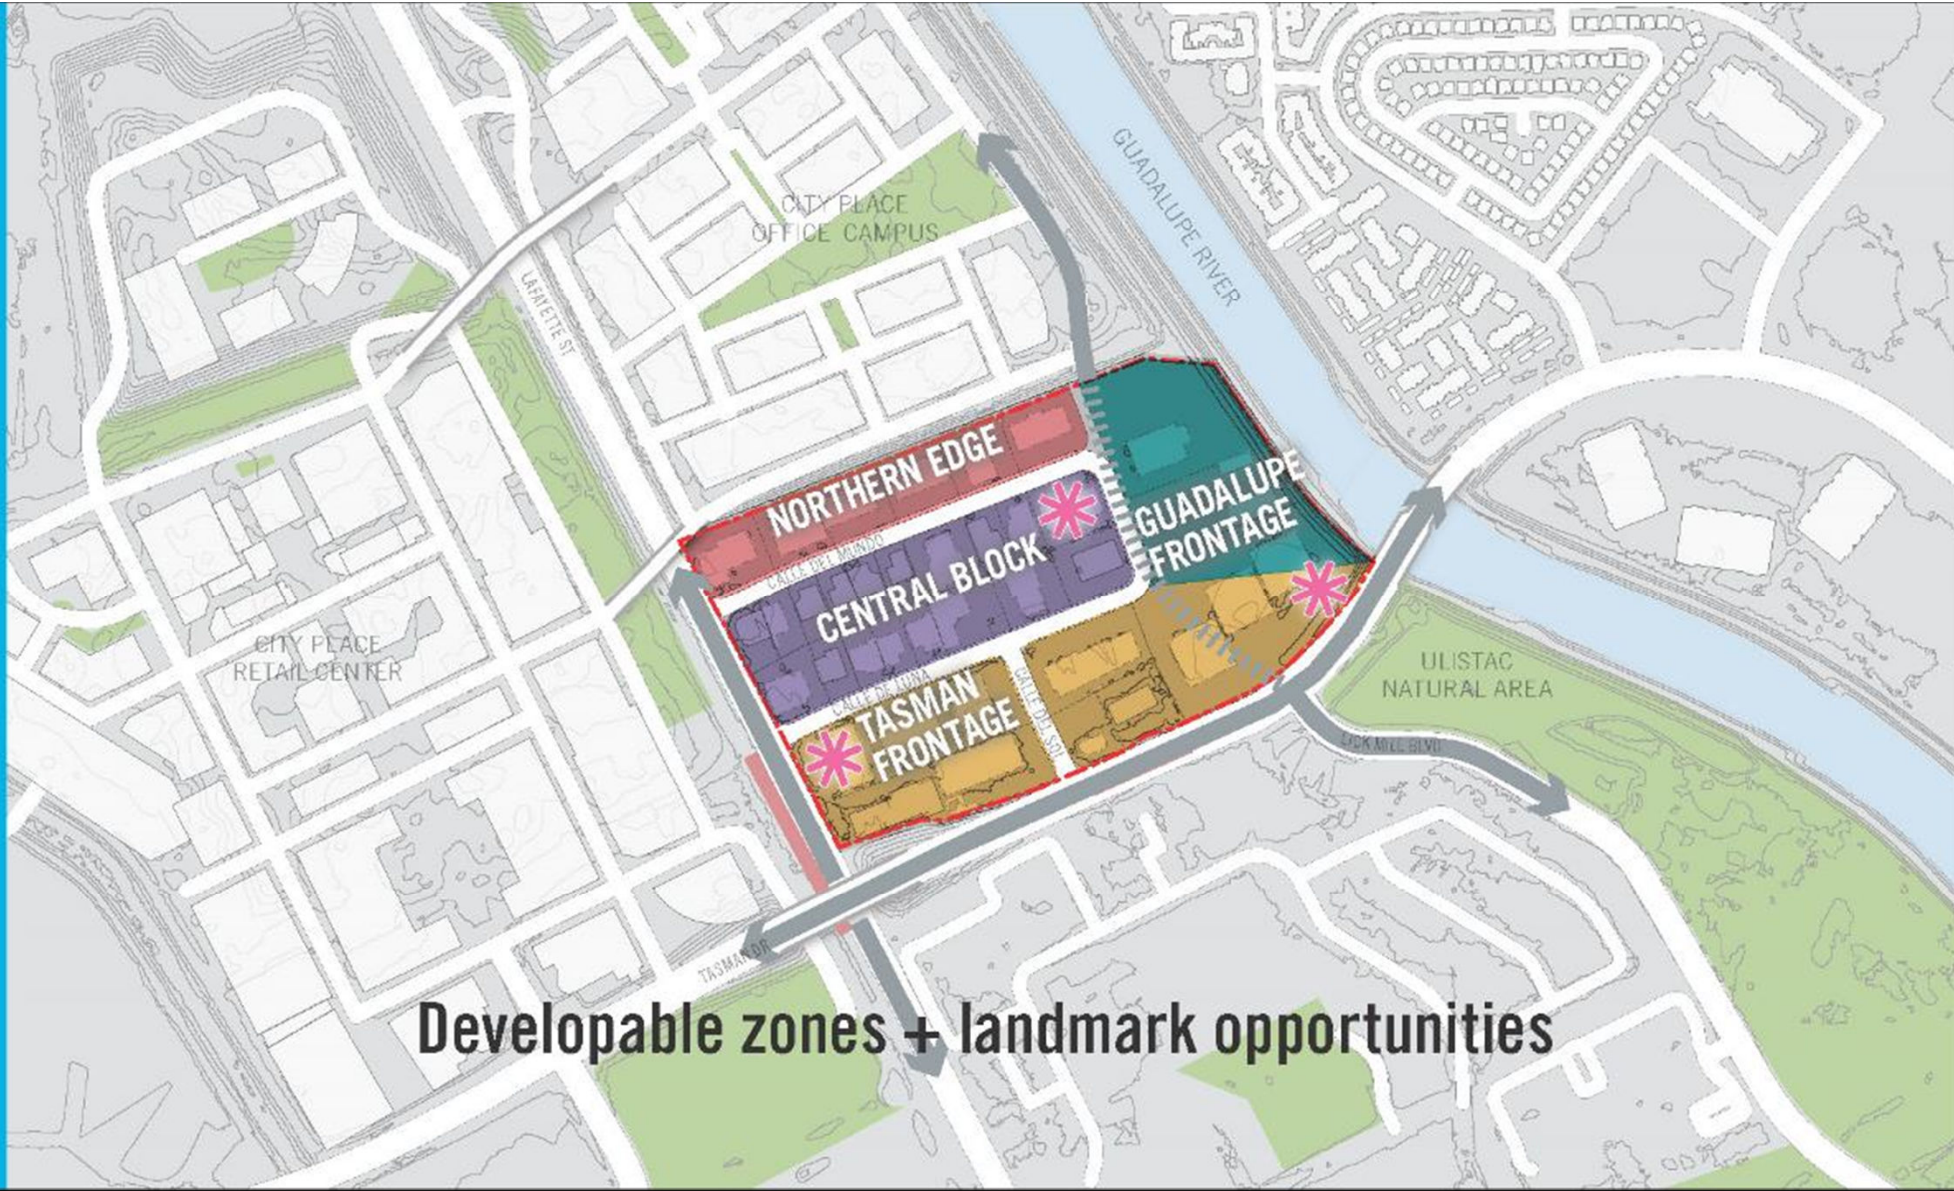 GUADALUPE RIVER
CITY PLACE
OFFICE CAMPUS
LAFAYETTE ST
NORTHERN EDGE
GUADALUPE
FRONTAGE
CALLE DEL MUNDO
CENTRAL BLOCK
CITY PLACE
RETAIL CENTER
ULISTAC
NATURAL AREA
CALLE DE LUNA
TASMAN
FRONTAGE
CALLE DEL SOL
LICK MILL BLVD
TASMAN DR
Developable zones + landmark opportunities